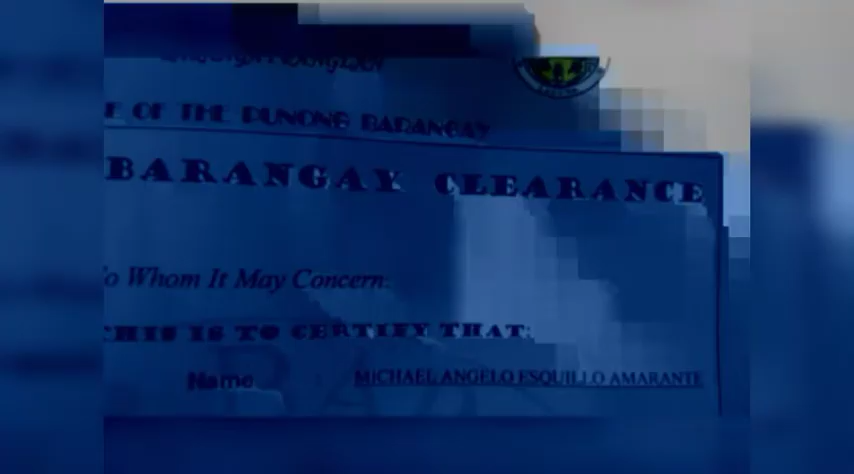 E OF THE PUNONG BARANGAY
BARANGAY CLEARANCE
o Whom It May Concern:
THIS IS TO CERTIFY THAT:
Name MICHAEL ANGELO ESQUILLO AMARANTE